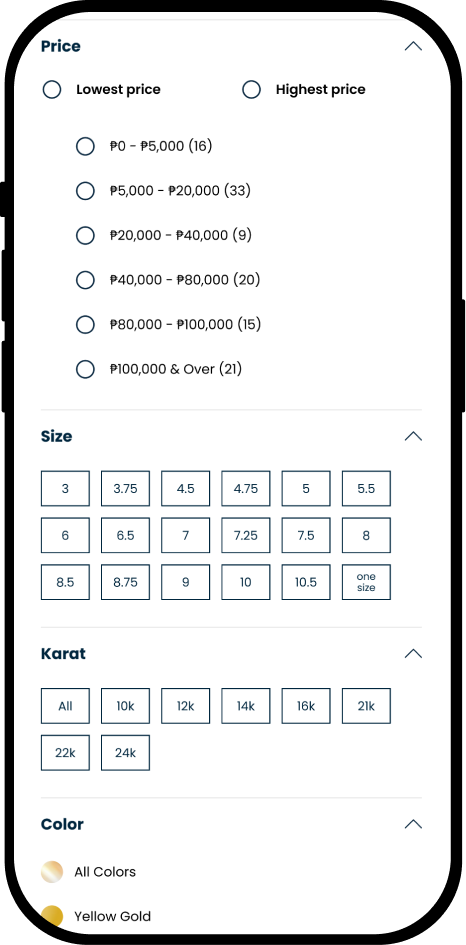 Price
Lowest price Highest price
₱0 - ₱5,000 (16)
₱5,000 - ₱20,000 (33)
₱20,000 - ₱40,000 (9)
₱40,000 - ₱80,000 (20)
₱80,000 - ₱100,000 (15)
₱100,000 & Over (21)
Size
3 3.75 4.5 4.75 5 5.5
6 6.5 7 7.25 7.5 8
8.5 8.75 9 10 10.5 one size
Karat
All 10k 12k 14k 16k 21k
22k 24k
Color
All Colors
Yellow Gold